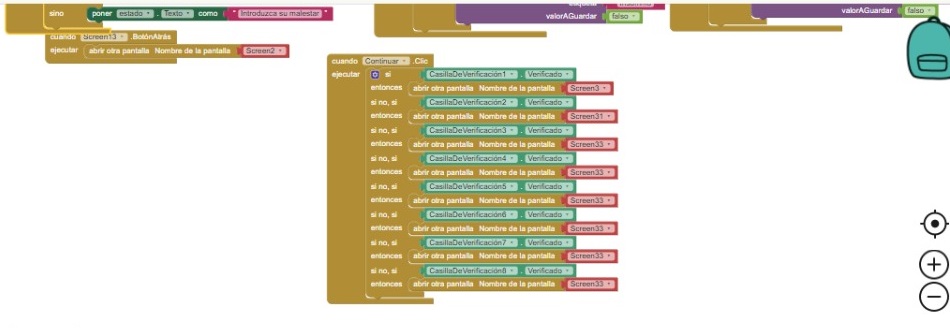 sino poner estado . Texto como " Introduzca su malestar "
cuando Screen13 .BotónAtrás
ejecutar abrir otra pantalla Nombre de la pantalla Screen2
valorAGuardar falso
valorAGuardar falso
cuando Continuar .Clic
ejecutar si CasillaDeVerificación1 . Verificado
entonces abrir otra pantalla Nombre de la pantalla Screen3
si no, si CasillaDeVerificación2 . Verificado
entonces abrir otra pantalla Nombre de la pantalla Screen31
si no, si CasillaDeVerificación3 . Verificado
entonces abrir otra pantalla Nombre de la pantalla Screen33
si no, si CasillaDeVerificación4 . Verificado
entonces abrir otra pantalla Nombre de la pantalla Screen33
si no, si CasillaDeVerificación5 . Verificado
entonces abrir otra pantalla Nombre de la pantalla Screen33
si no, si CasillaDeVerificación6 . Verificado
entonces abrir otra pantalla Nombre de la pantalla Screen33
si no, si CasillaDeVerificación7 . Verificado
entonces abrir otra pantalla Nombre de la pantalla Screen33
si no, si CasillaDeVerificación8 . Verificado
entonces abrir otra pantalla Nombre de la pantalla Screen33